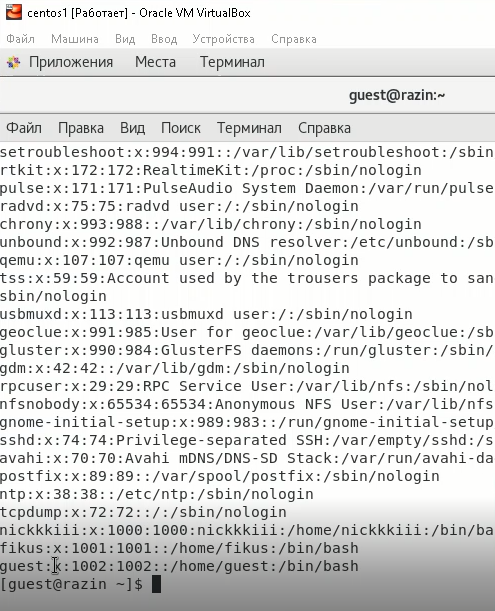 centos1 [Работает] - Oracle VM VirtualBox
Файл Машина Вид Ввод Устройства Справка
Приложения Места Терминал
guest@razin:~
Файл Правка Вид Поиск Терминал Справка
setroubleshoot:x:994:991::/var/lib/setroubleshoot:/sbin
rtkit:x:172:172:RealtimeKit:/proc:/sbin/nologin
pulse:x:171:171:PulseAudio System Daemon:/var/run/pulse
radvd:x:75:75:radvd user:/:/sbin/nologin
chrony:x:993:988::/var/lib/chrony:/sbin/nologin
unbound:x:992:987:Unbound DNS resolver:/etc/unbound:/sb
qemu:x:107:107:qemu user:/:/sbin/nologin
tss:x:59:59:Account used by the trousers package to san
sbin/nologin
usbmuxd:x:113:113:usbmuxd user:/:/sbin/nologin
geoclue:x:991:985:User for geoclue:/var/lib/geoclue:/sb
gluster:x:990:984:GlusterFS daemons:/run/gluster:/sbin/
gdm:x:42:42::/var/lib/gdm:/sbin/nologin
rpcuser:x:29:29:RPC Service User:/var/lib/nfs:/sbin/nol
nfsnobody:x:65534:65534:Anonymous NFS User:/var/lib/nfs
gnome-initial-setup:x:989:983::/run/gnome-initial-setup
sshd:x:74:74:Privilege-separated SSH:/var/empty/sshd:/s
avahi:x:70:70:Avahi mDNS/DNS-SD Stack:/var/run/avahi-da
postfix:x:89:89::/var/spool/postfix:/sbin/nologin
ntp:x:38:38::/etc/ntp:/sbin/nologin
tcpdump:x:72:72::/:/sbin/nologin
nickkkiii:x:1000:1000:nickkkiii:/home/nickkkiii:/bin/ba
fikus:x:1001:1001::/home/fikus:/bin/bash
guest:x:1002:1002::/home/guest:/bin/bash
[guest@razin ~]$